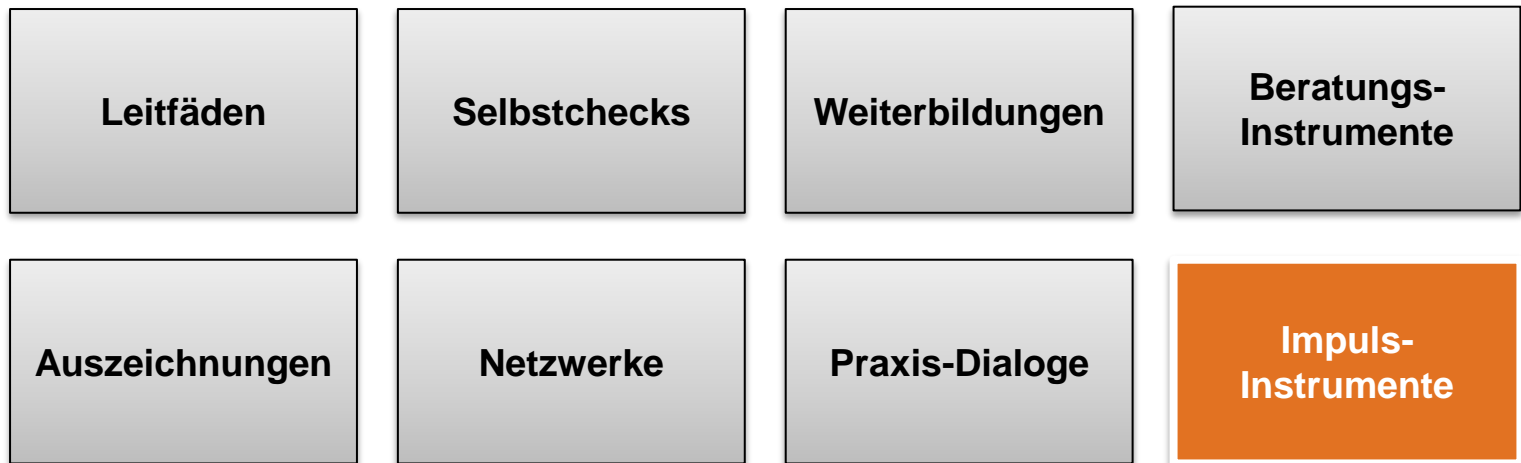 Leitfäden
Selbstchecks
Weiterbildungen
Beratungs-
Instrumente
Auszeichnungen
Netzwerke
Praxis-Dialoge
Impuls-
Instrumente